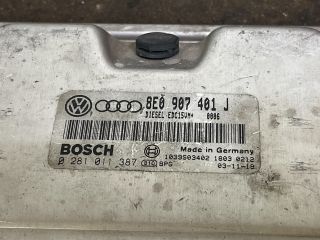 8E0 907 401 J
DIESEL EDC15VM+ 0006
BOSCH Made in Germany
1039S03402 1803 0212
0 281 011 387 BPG 03-11-18